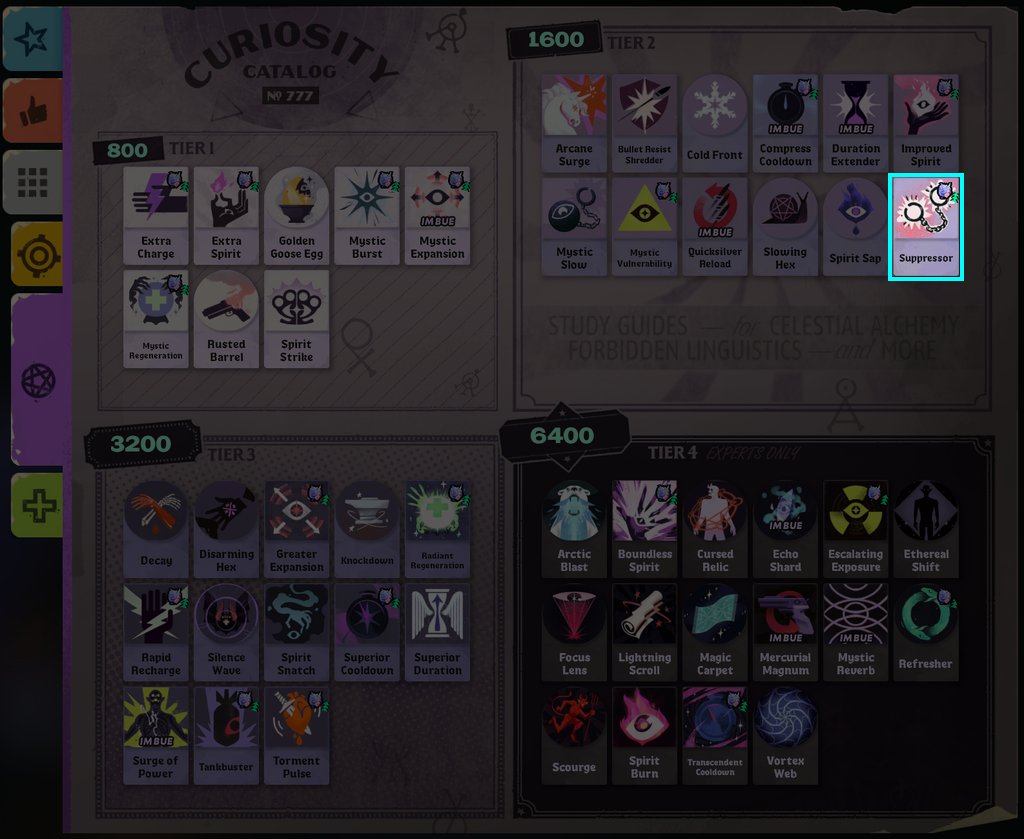 CURIOSITY
CATALOG
Nº 777
800 TIER 1
Extra Charge
Extra Spirit
Golden Goose Egg
Mystic Burst
IMBUE
Mystic Expansion
Mystic Regeneration
Rusted Barrel
Spirit Strike
1600 TIER 2
Arcane Surge
Bullet Resist Shredder
Cold Front
IMBUE
Compress Cooldown
IMBUE
Duration Extender
Improved Spirit
Mystic Slow
Mystic Vulnerability
IMBUE
Quicksilver Reload
Slowing Hex
Spirit Sap
Suppressor
STUDY GUIDES — for CELESTIAL ALCHEMY
FORBIDDEN LINGUISTICS — and MORE
3200 TIER 3
Decay
Disarming Hex
Greater Expansion
Knockdown
Radiant Regeneration
Rapid Recharge
Silence Wave
Spirit Snatch
Superior Cooldown
Superior Duration
IMBUE
Surge of Power
Tankbuster
Torment Pulse
6400 TIER 4 EXPERTS ONLY
Arctic Blast
Boundless Spirit
Cursed Relic
IMBUE
Echo Shard
Escalating Exposure
Ethereal Shift
Focus Lens
Lightning Scroll
Magic Carpet
IMBUE
Mercurial Magnum
IMBUE
Mystic Reverb
Refresher
Scourge
Spirit Burn
Transcendent Cooldown
Vortex Web